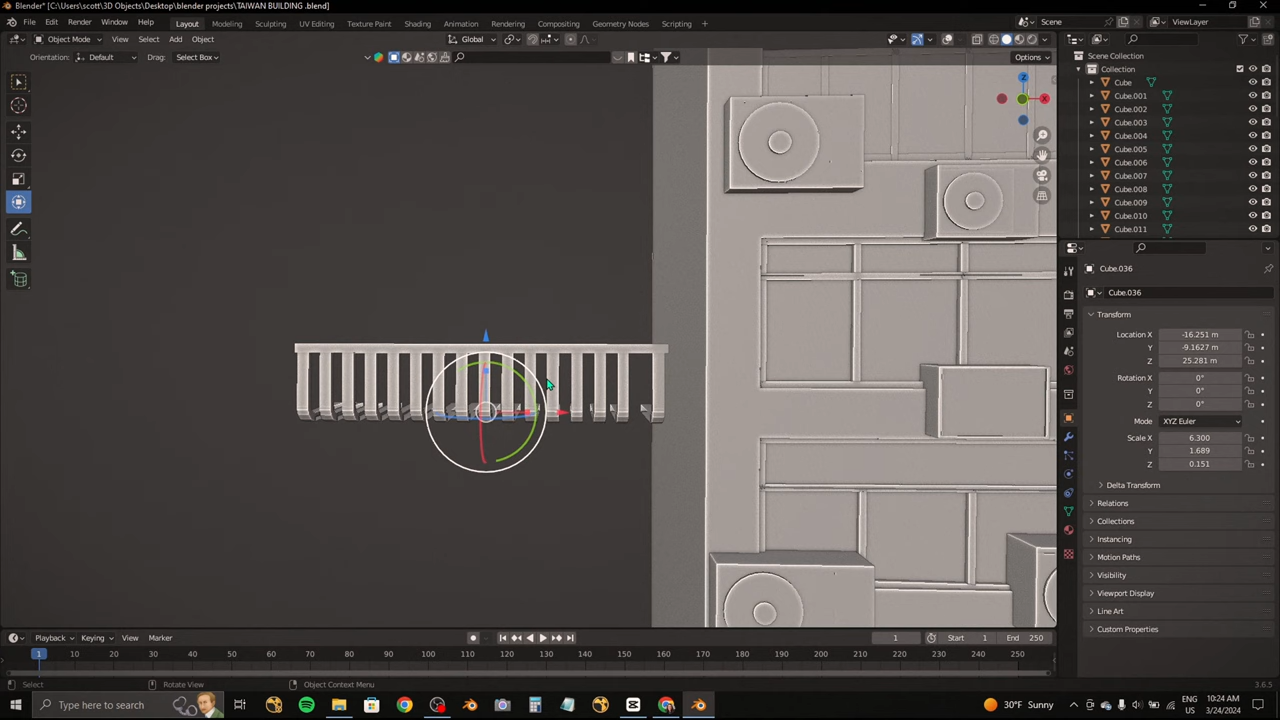 Blender* [C:\Users\scott\3D Objects\Desktop\blender projects\TAIWAN BUILDING .blend]
File Edit Render Window Help Layout Modeling Sculpting UV Editing Texture Paint Shading Animation Rendering Compositing Geometry Nodes Scripting + Scene ViewLayer
Object Mode View Select Add Object Global
Orientation: Default Drag: Select Box Options
Z
X
Scene Collection
Collection
Cube
Cube.001
Cube.002
Cube.003
Cube.004
Cube.005
Cube.006
Cube.007
Cube.008
Cube.009
Cube.010
Cube.011
Cube.036
Cube.036
Transform
Location X -16.251 m
Y -9.1627 m
Z 25.281 m
Rotation X 0°
Y 0°
Z 0°
Mode XYZ Euler
Scale X 6.300
Y 1.689
Z 0.151
Delta Transform
Relations
Collections
Instancing
Motion Paths
Visibility
Viewport Display
Line Art
Custom Properties
Playback Keying View Marker 1 Start 1 End 250
1 10 20 30 40 50 60 70 80 90 100 110 120 130 140 150 160 170 180 190 200 210 220 230 240 250
Select Rotate View Object Context Menu 3.6.5
Type here to search 30°F Sunny ENG US 10:24 AM 3/24/2024